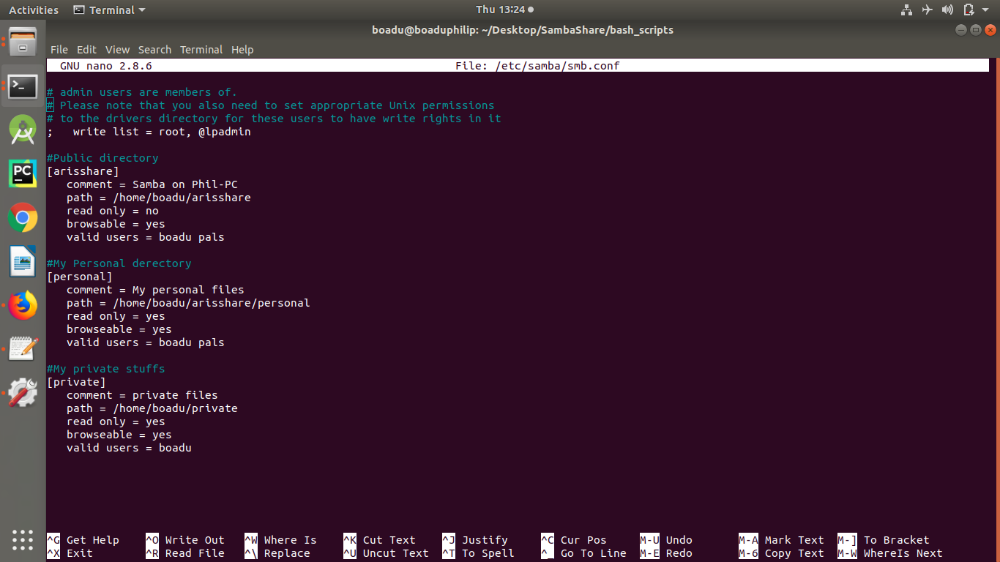 Activities Terminal Thu 13:24
boadu@boaduphilip: ~/Desktop/SambaShare/bash_scripts
File Edit View Search Terminal Help
GNU nano 2.8.6 File: /etc/samba/smb.conf
# admin users are members of.
# Please note that you also need to set appropriate Unix permissions
# to the drivers directory for these users to have write rights in it
;   write list = root, @lpadmin
#Public directory
[arisshare]
comment = Samba on Phil-PC
path = /home/boadu/arisshare
read only = no
browsable = yes
valid users = boadu pals
#My Personal derectory
[personal]
comment = My personal files
path = /home/boadu/arisshare/personal
read only = yes
browseable = yes
valid users = boadu pals
#My private stuffs
[private]
comment = private files
path = /home/boadu/private
read only = yes
browseable = yes
valid users = boadu
^G Get Help ^O Write Out ^W Where Is ^K Cut Text ^J Justify ^C Cur Pos M-U Undo M-A Mark Text M-] To Bracket
^X Exit ^R Read File ^\ Replace ^U Uncut Text ^T To Spell ^_ Go To Line M-E Redo M-6 Copy Text M-W WhereIs Next
PC